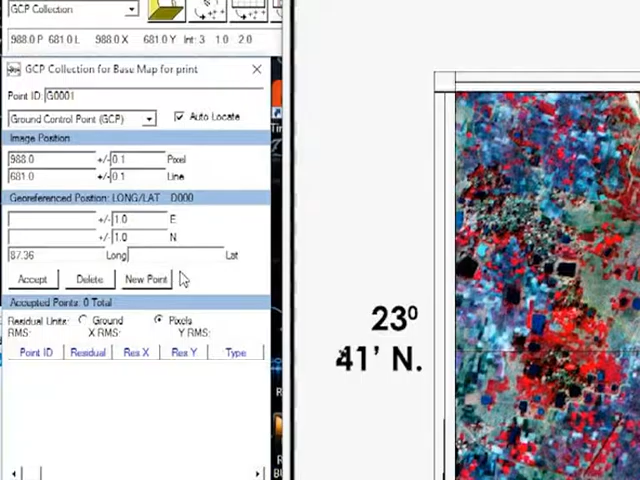 GCP Collection
988.0 P 681.0 L 988.0 X 681.0 Y Int: 3 1.0 2.0
GCP Collection for Base Map for print
Point ID: G0001
Ground Control Point (GCP) Auto Locate
Image Position
988.0 +/- 0.1 Pixel
681.0 +/- 0.1 Line
Georeferenced Position: LONG/LAT D000
+/- 1.0 E
+/- 1.0 N
87.36 Long Lat
Accept Delete New Point
Accepted Points: 0 Total
Residual Units: Ground Pixels
RMS: X RMS: Y RMS:
Point ID Residual Res X Res Y Type
23⁰
41' N.